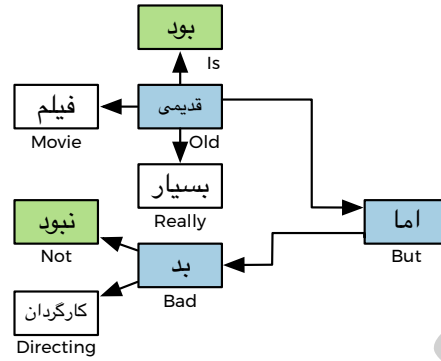 بود
Is
فیلم
Movie
قدیمی
Old
بسیار
Really
نبود
Not
بد
Bad
اما
But
کارگردان
Directing